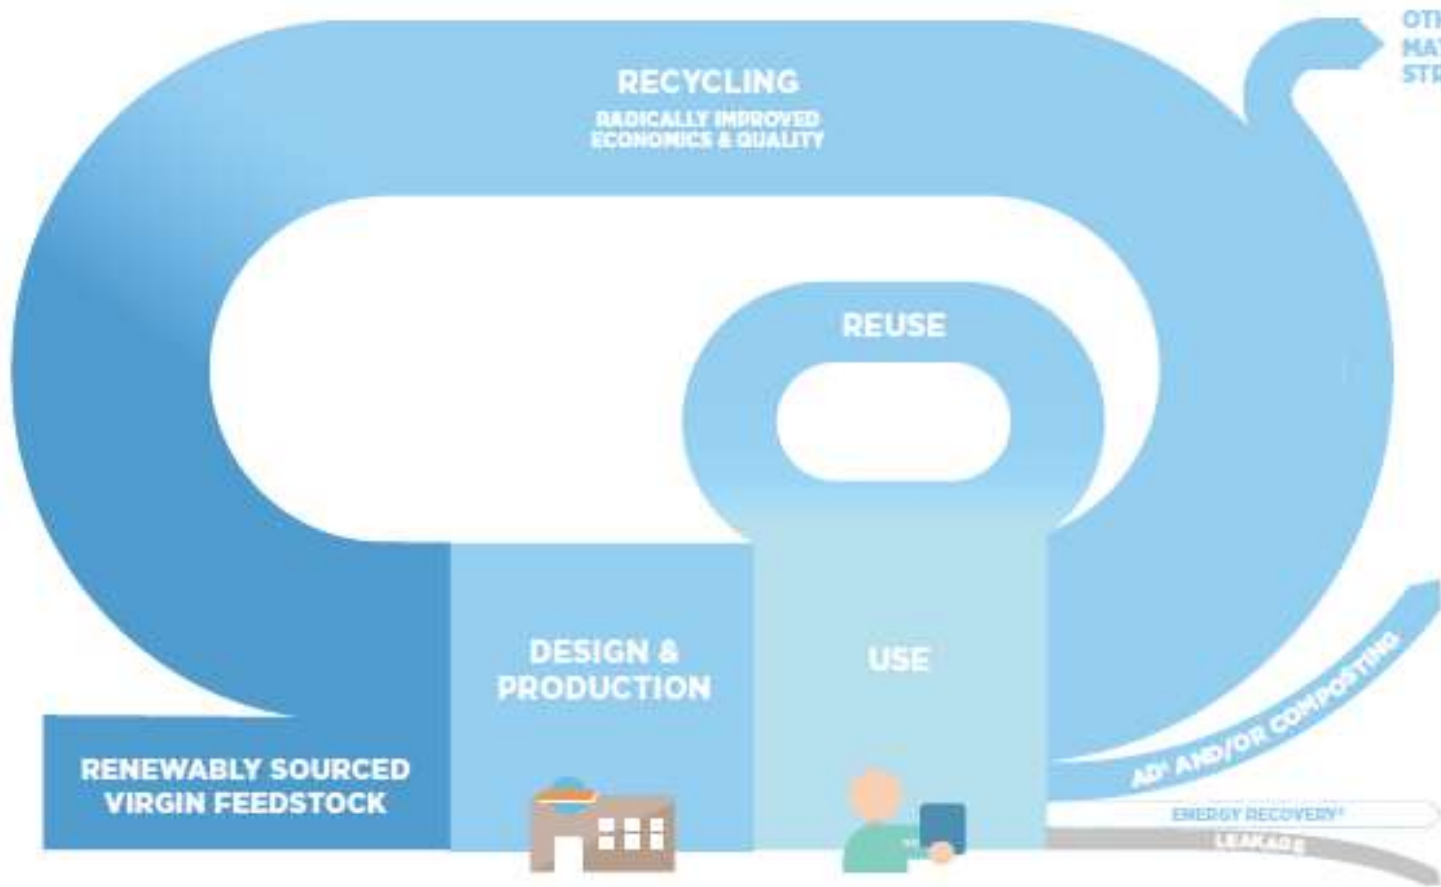 RECYCLING
RADICALLY IMPROVED
ECONOMICS & QUALITY
REUSE
DESIGN &
PRODUCTION
USE
RENEWABLY SOURCED
VIRGIN FEEDSTOCK
AND/OR COMPOSTING
ENERGY RECOVERY
LEAKAGE